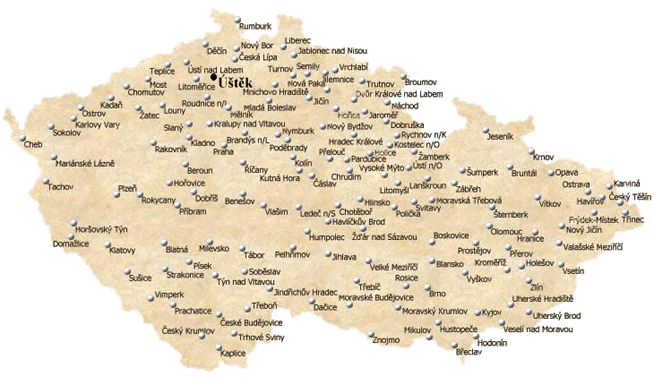 Rumburk
Děčín
Nový Bor
Liberec
Jablonec nad Nisou
Česká Lípa
Teplice
Ústí nad Labem
Turnov
Semily
Vrchlabí
Most
Litoměřice
Úštěk
Nová Paka
Jilemnice
Trutnov
Broumov
Chomutov
Mnichovo Hradiště
Dvůr Králové nad Labem
Kadaň
Roudnice n/l
Mladá Boleslav
Jičín
Náchod
Ostrov
Žatec
Louny
Mělník
Hořice
Jaroměř
Karlovy Vary
Slaný
Kralupy nad Vltavou
Nymburk
Nový Bydžov
Dobruška
Sokolov
Rychnov n/K
Jeseník
Cheb
Kladno
Brandýs n/L
Poděbrady
Hradec Králové
Kostelec n/O
Rakovník
Praha
Přelouč
Holice
Žamberk
Krnov
Mariánské Lázně
Kolín
Pardubice
Vysoké Mýto
Ústí n/O
Beroun
Říčany
Kutná Hora
Chrudim
Šumperk
Bruntál
Opava
Tachov
Hořovice
Čáslav
Litomyšl
Lanškroun
Zábřeh
Ostrava
Karviná
Plzeň
Rokycany
Dobříš
Benešov
Hlinsko
Svitavy
Moravská Třebová
Vítkov
Havířov
Český Těšín
Příbram
Vlašim
Ledeč n/S
Chotěboř
Polička
Šternberk
Frýdek-Místek
Třinec
Havlíčkův Brod
Horšovský Týn
Olomouc
Nový Jičín
Domažlice
Klatovy
Blatná
Milevsko
Humpolec
Žďár nad Sázavou
Boskovice
Hranice
Tábor
Pelhřimov
Jihlava
Prostějov
Přerov
Valašské Meziříčí
Sušice
Strakonice
Písek
Soběslav
Velké Meziříčí
Blansko
Kroměříž
Holešov
Vsetín
Týn nad Vltavou
Rosice
Vyškov
Vimperk
Jindřichův Hradec
Třebíč
Brno
Zlín
Prachatice
Třeboň
Dačice
Moravské Budějovice
Uherské Hradiště
České Budějovice
Moravský Krumlov
Kyjov
Uherský Brod
Český Krumlov
Trhové Sviny
Znojmo
Mikulov
Hustopeče
Veselí nad Moravou
Kaplice
Hodonín
Břeclav